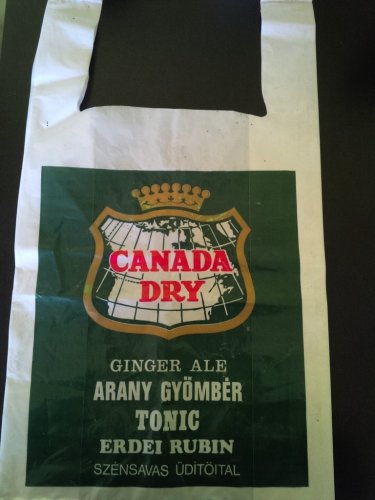 CANADA
DRY
GINGER ALE
ARANY GYÖMBÉR
TONIC
ERDEI RUBIN
SZÉNSAVAS ÜDÍTŐITAL